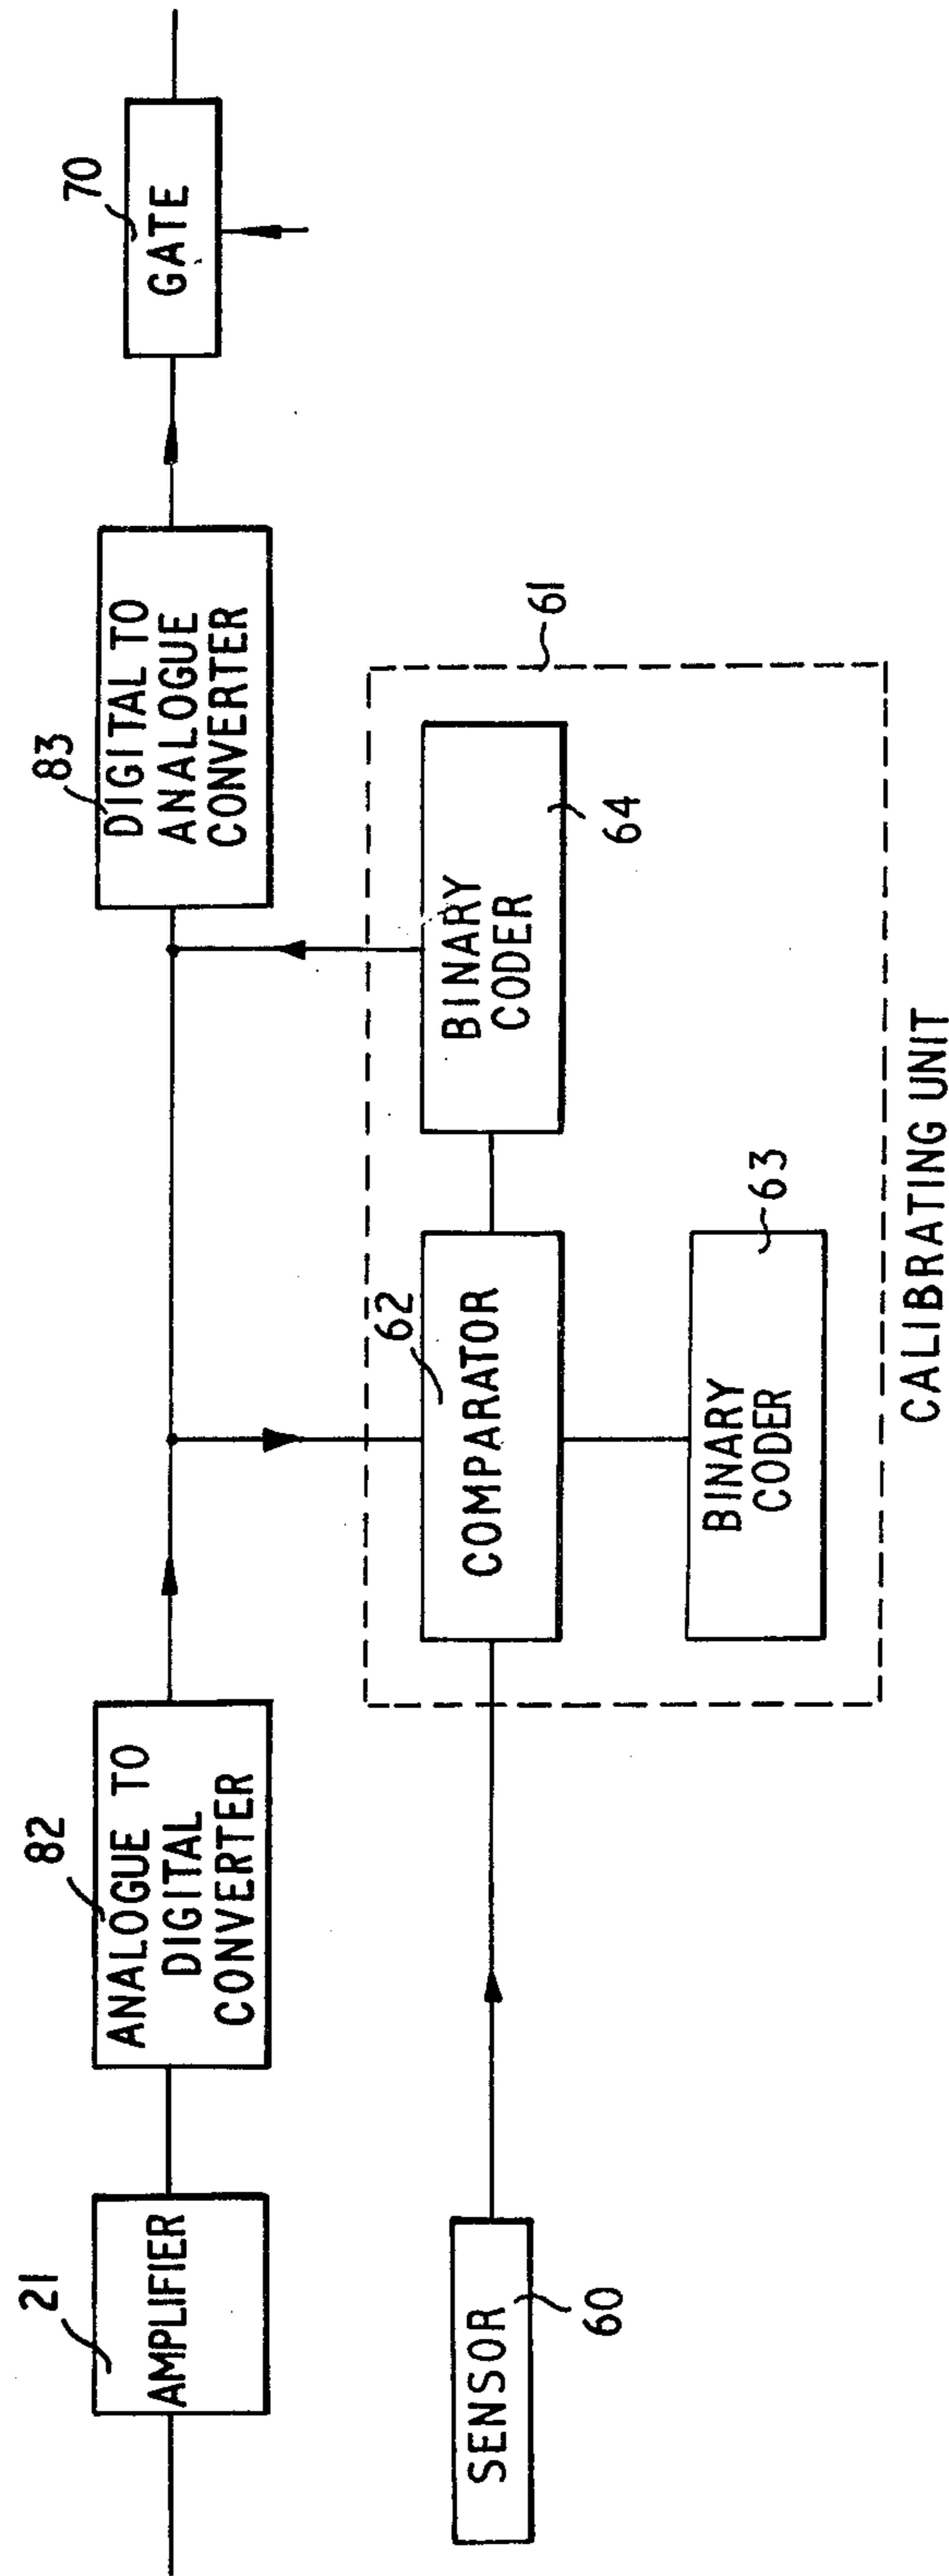 21
AMPLIFIER
82
ANALOGUE TO
DIGITAL
CONVERTER
83
DIGITAL TO
ANALOGUE
CONVERTER
70
GATE
SENSOR
60
61
62
COMPARATOR
BINARY
CODER
64
BINARY
CODER
63
CALIBRATING UNIT